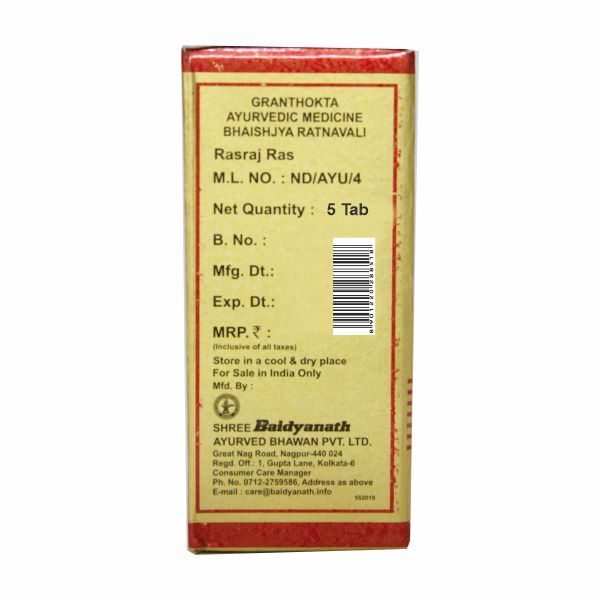 GRANTHOKTA
AYURVEDIC MEDICINE
BHAISHJYA RATNAVALI
Rasraj Ras
M.L. NO. : ND/AYU/4
Net Quantity : 5 Tab
B. No. :
Mfg. Dt.:
Exp. Dt.:
MRP.₹ :
(Inclusive of all taxes)
Store in a cool & dry place
For Sale in India Only
Mfd. By :
SHREE Baidyanath
AYURVED BHAWAN PVT. LTD.
Great Nag Road, Nagpur-440 024
Regd. Off.: 1, Gupta Lane, Kolkata-6
Consumer Care Manager
Ph. No. 0712-2759586, Address as above
E-mail : care@baidyanath.info
552018
8901220288518